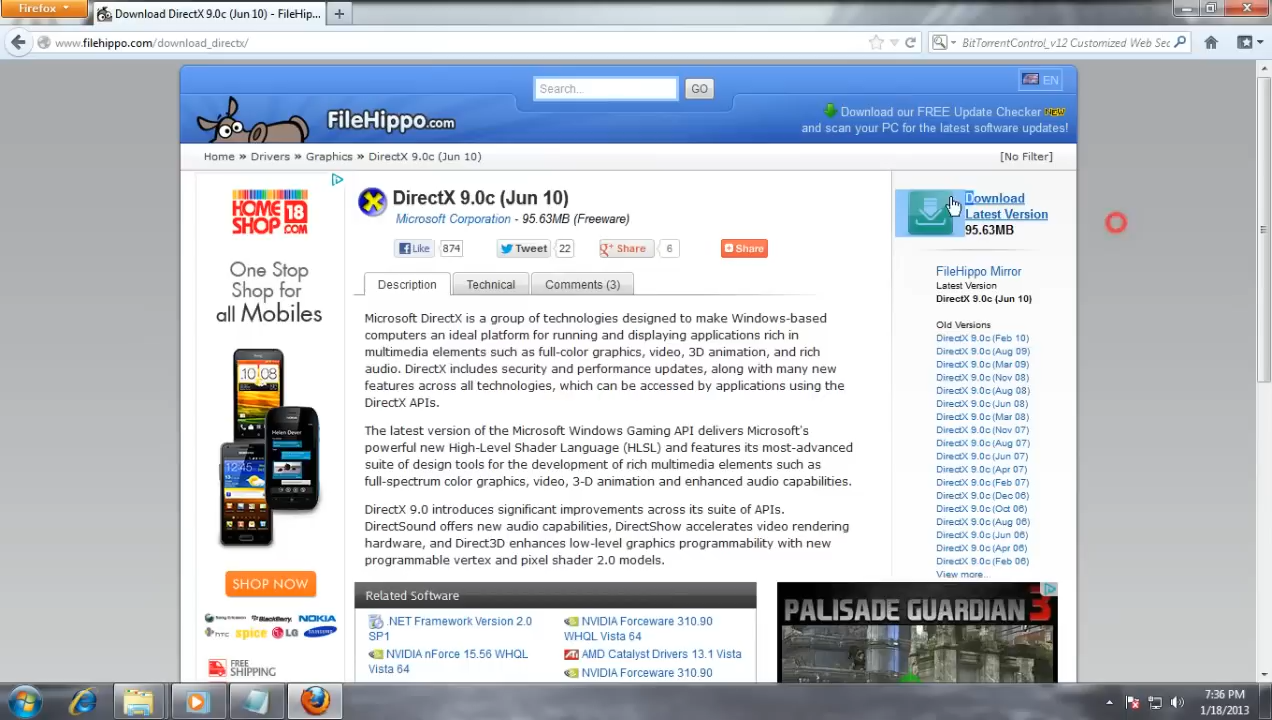 Firefox
Download DirectX 9.0c (Jun 10) - FileHip...
www.filehippo.com/download_directx/
BitTorrentControl_v12 Customized Web Sec
Search...
GO
EN
FileHippo.com
Download our FREE Update Checker NEW
and scan your PC for the latest software updates!
Home » Drivers » Graphics » DirectX 9.0c (Jun 10)
[No Filter]
HOME 18
SHOP.COM
One Stop
Shop for
all Mobiles
10:08
Helen Dever
12:45
SHOP NOW
Sony Ericsson BlackBerry NOKIA
htc spice LG SAMSUNG
FREE
SHIPPING
DirectX 9.0c (Jun 10)
Microsoft Corporation - 95.63MB (Freeware)
Like 874
Tweet 22
Share 6
Share
Description
Technical
Comments (3)
Microsoft DirectX is a group of technologies designed to make Windows-based
computers an ideal platform for running and displaying applications rich in
multimedia elements such as full-color graphics, video, 3D animation, and rich
audio. DirectX includes security and performance updates, along with many new
features across all technologies, which can be accessed by applications using the
DirectX APIs.
The latest version of the Microsoft Windows Gaming API delivers Microsoft's
powerful new High-Level Shader Language (HLSL) and features its most-advanced
suite of design tools for the development of rich multimedia elements such as
full-spectrum color graphics, video, 3-D animation and enhanced audio capabilities.
DirectX 9.0 introduces significant improvements across its suite of APIs.
DirectSound offers new audio capabilities, DirectShow accelerates video rendering
hardware, and Direct3D enhances low-level graphics programmability with new
programmable vertex and pixel shader 2.0 models.
Related Software
.NET Framework Version 2.0
SP1
NVIDIA nForce 15.56 WHQL
Vista 64
NVIDIA Forceware 310.90
WHQL Vista 64
AMD Catalyst Drivers 13.1 Vista
NVIDIA Forceware 310.90
Download
Latest Version
95.63MB
FileHippo Mirror
Latest Version
DirectX 9.0c (Jun 10)
Old Versions
DirectX 9.0c (Feb 10)
DirectX 9.0c (Aug 09)
DirectX 9.0c (Mar 09)
DirectX 9.0c (Nov 08)
DirectX 9.0c (Aug 08)
DirectX 9.0c (Jun 08)
DirectX 9.0c (Mar 08)
DirectX 9.0c (Nov 07)
DirectX 9.0c (Aug 07)
DirectX 9.0c (Jun 07)
DirectX 9.0c (Apr 07)
DirectX 9.0c (Feb 07)
DirectX 9.0c (Dec 06)
DirectX 9.0c (Oct 06)
DirectX 9.0c (Aug 06)
DirectX 9.0c (Jun 06)
DirectX 9.0c (Apr 06)
DirectX 9.0c (Feb 06)
View more...
PALISADE GUARDIAN 3
7:36 PM
1/18/2013